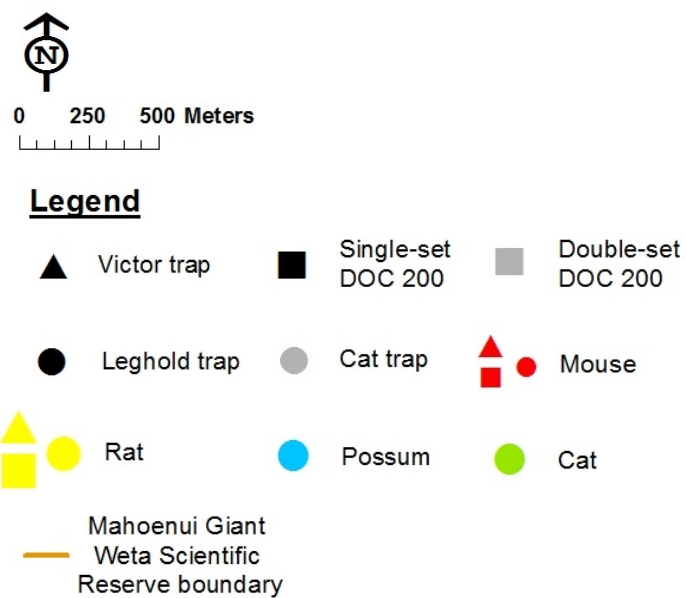 N
0 250 500 Meters
Legend
Victor trap
Single-set
DOC 200
Double-set
DOC 200
Leghold trap
Cat trap
Mouse
Rat
Possum
Cat
Mahoenui Giant
Weta Scientific
Reserve boundary